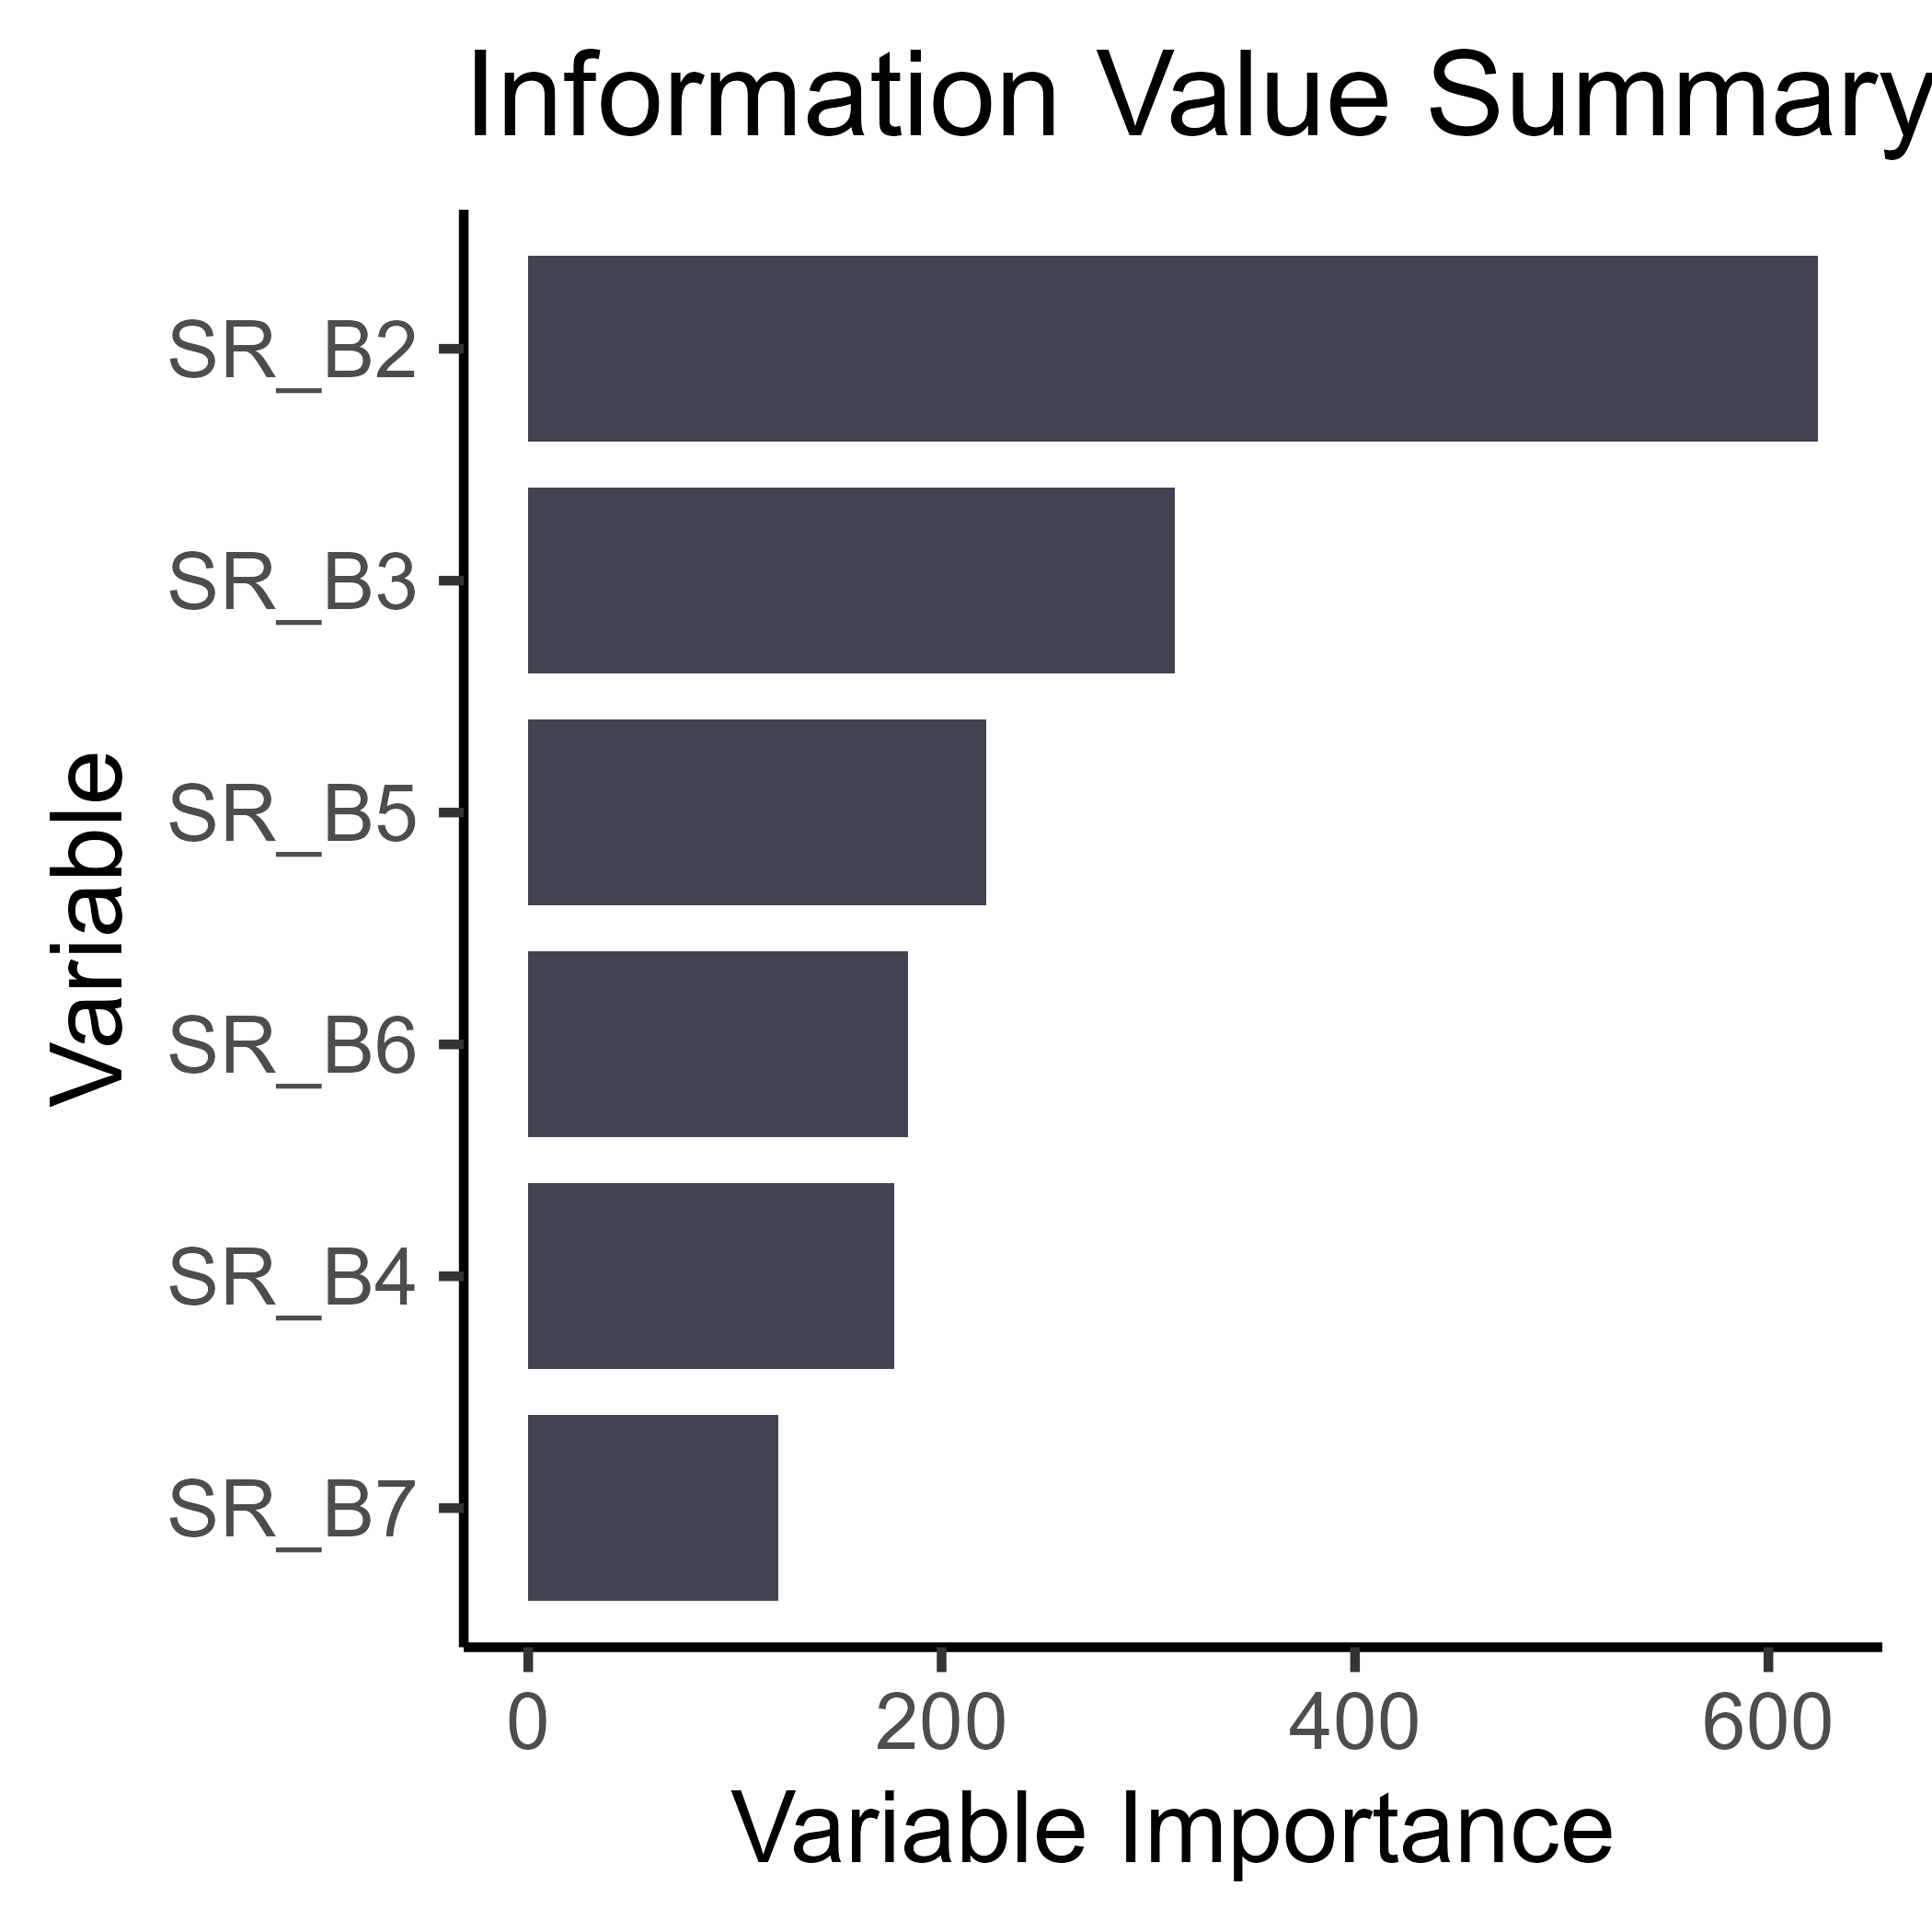 Information Value Summary
Variable
SR_B2
SR_B3
SR_B5
SR_B6
SR_B4
SR_B7
0 200 400 600
Variable Importance